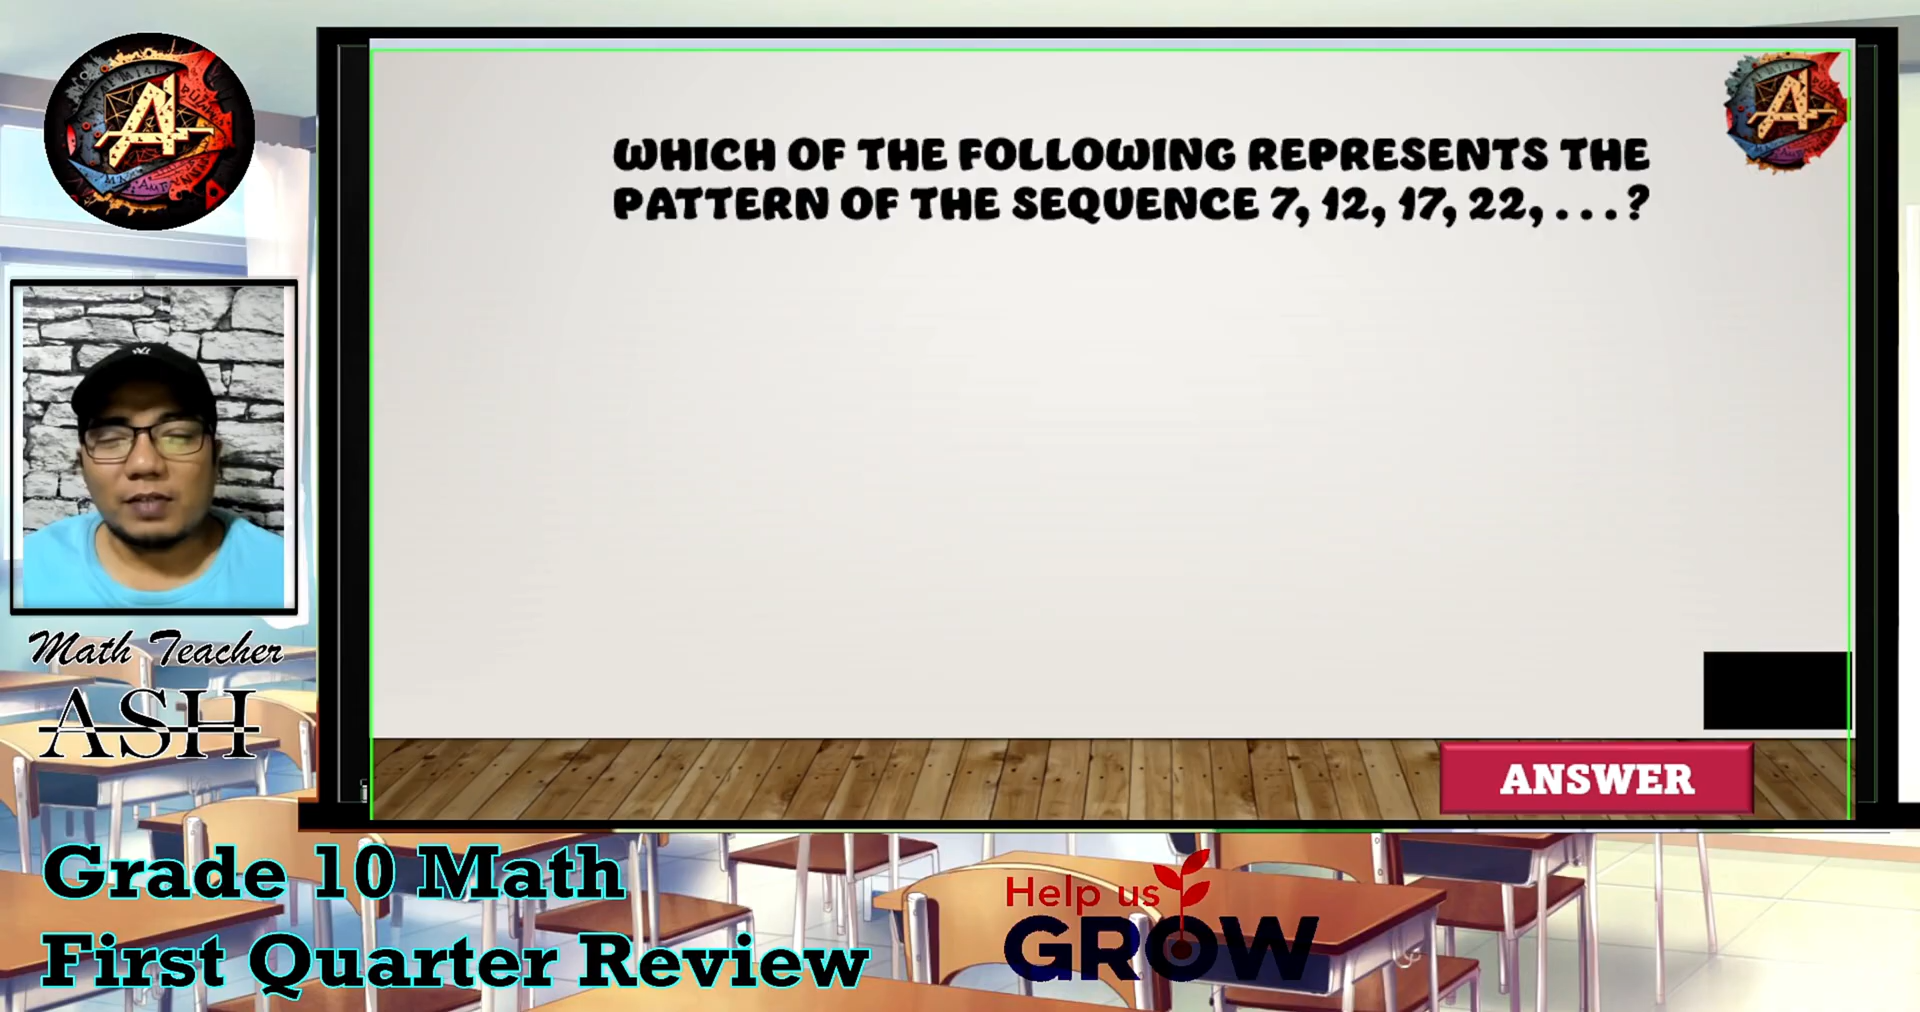 WHICH OF THE FOLLOWING REPRESENTS THE
PATTERN OF THE SEQUENCE 7, 12, 17, 22, . . . ?
Math Teacher
ASH
ANSWER
Grade 10 Math
First Quarter Review
Help us
GROW